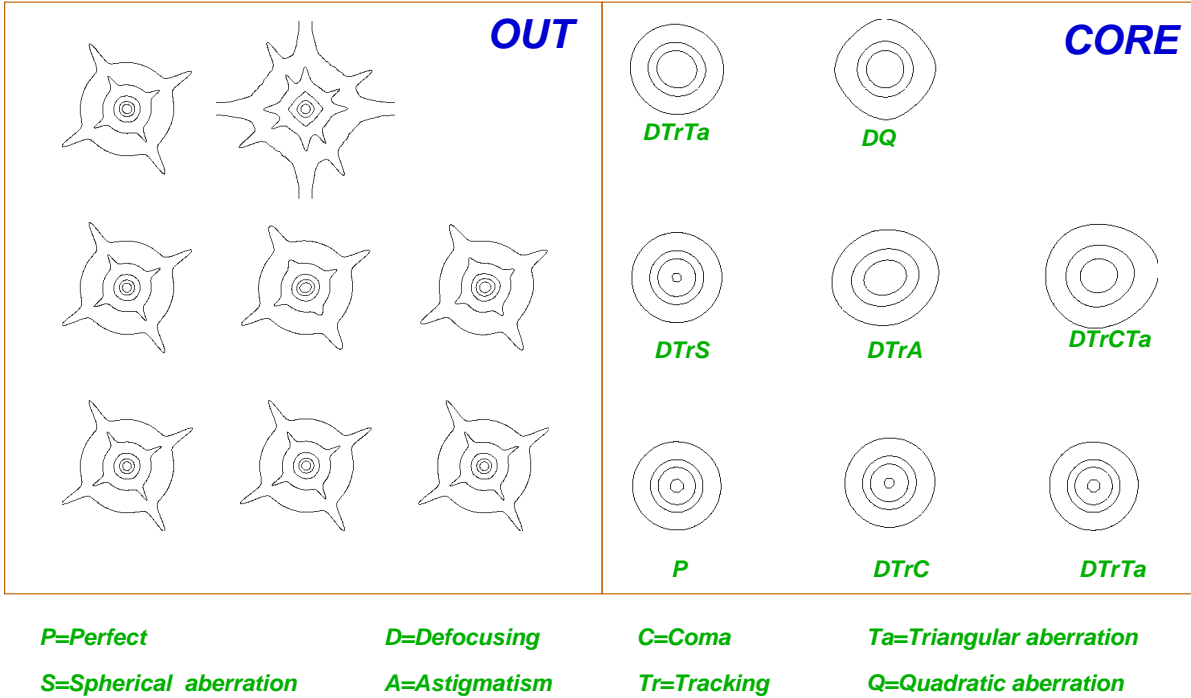 OUT
CORE
DTrTa
DQ
DTrS
DTrA
DTrCTa
P
DTrC
DTrTa
P=Perfect
D=Defocusing
C=Coma
Ta=Triangular aberration
S=Spherical aberration
A=Astigmatism
Tr=Tracking
Q=Quadratic aberration